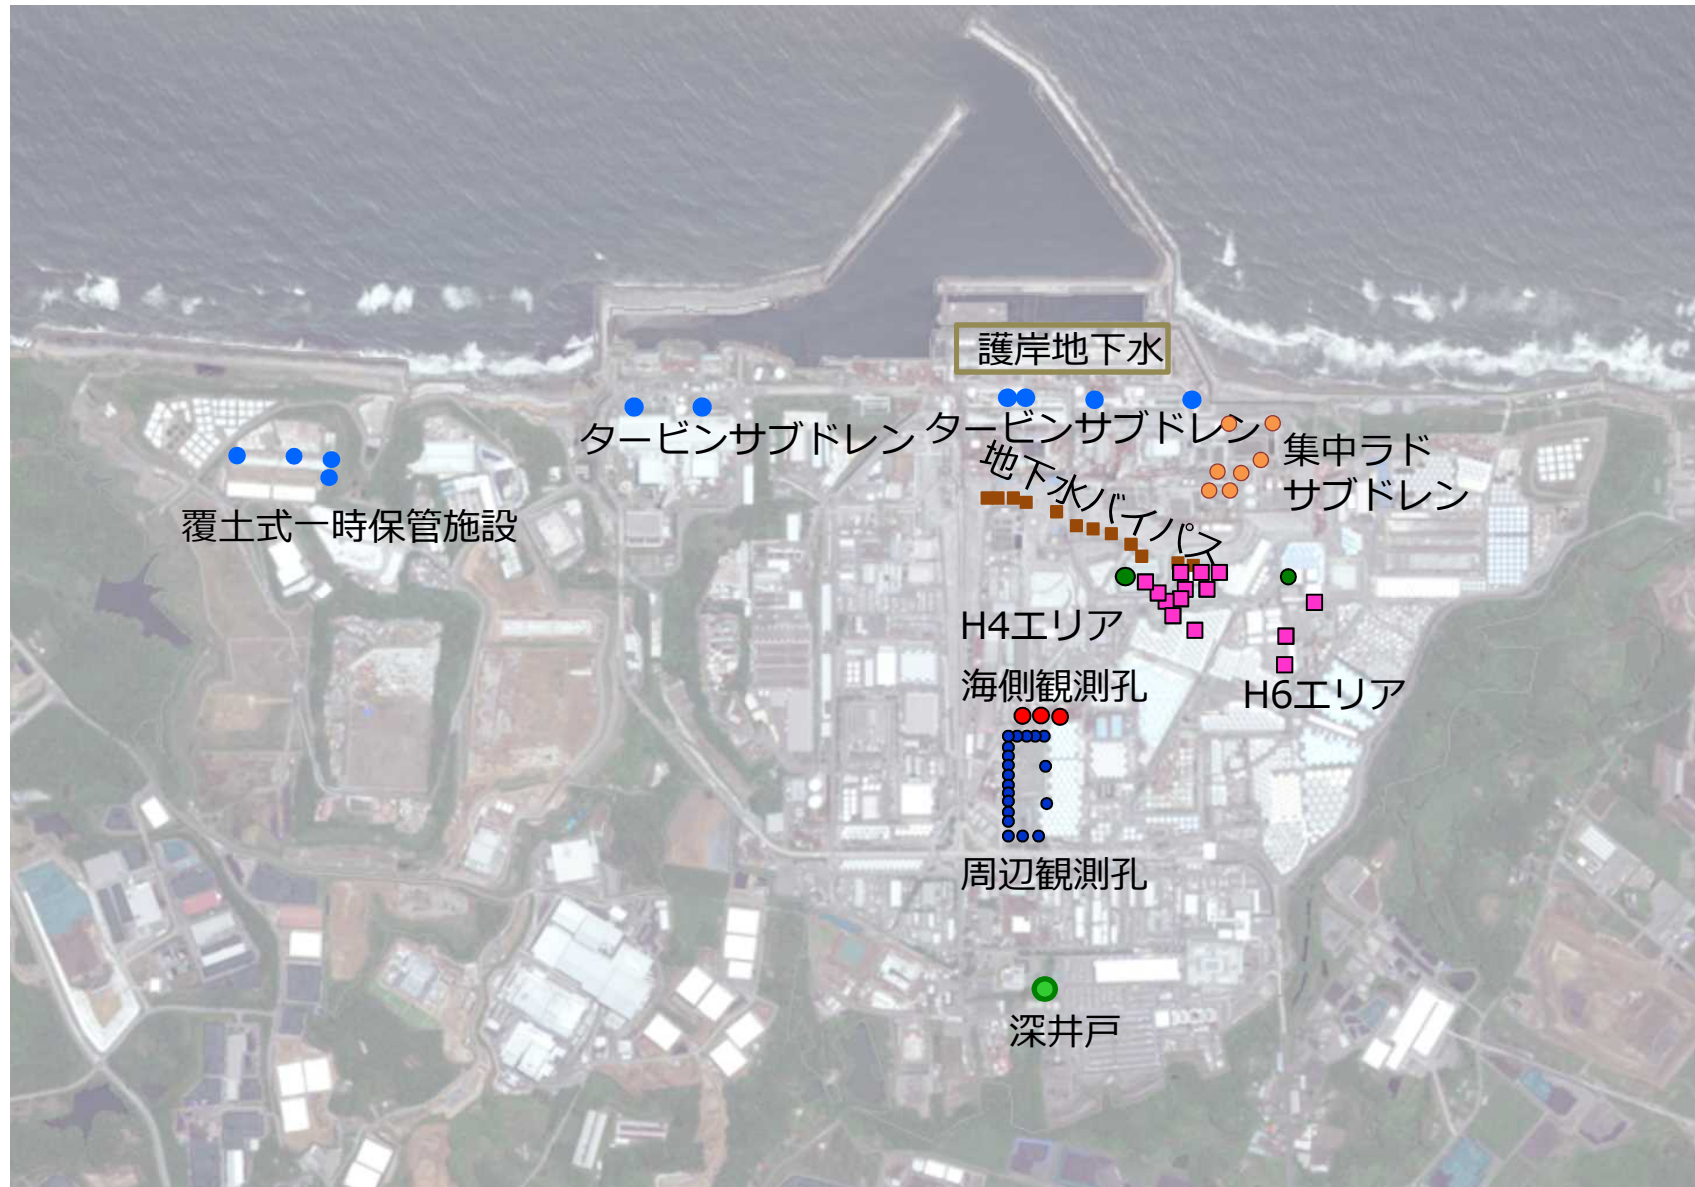 護岸地下水
タービンサブドレン
タービンサブドレン
集中ラド
サブドレン
地下水バイパス
覆土式一時保管施設
H4エリア
海側観測孔
H6エリア
周辺観測孔
深井戸